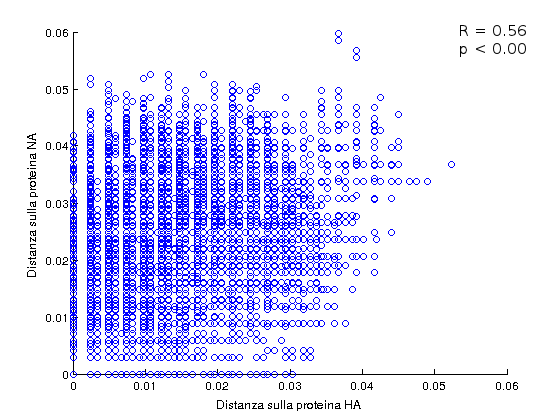 R = 0.56
p < 0.00
0.06
0.05
0.04
0.03
0.02
0.01
0
Distanza sulla proteina NA
0 0.01 0.02 0.03 0.04 0.05 0.06
Distanza sulla proteina HA